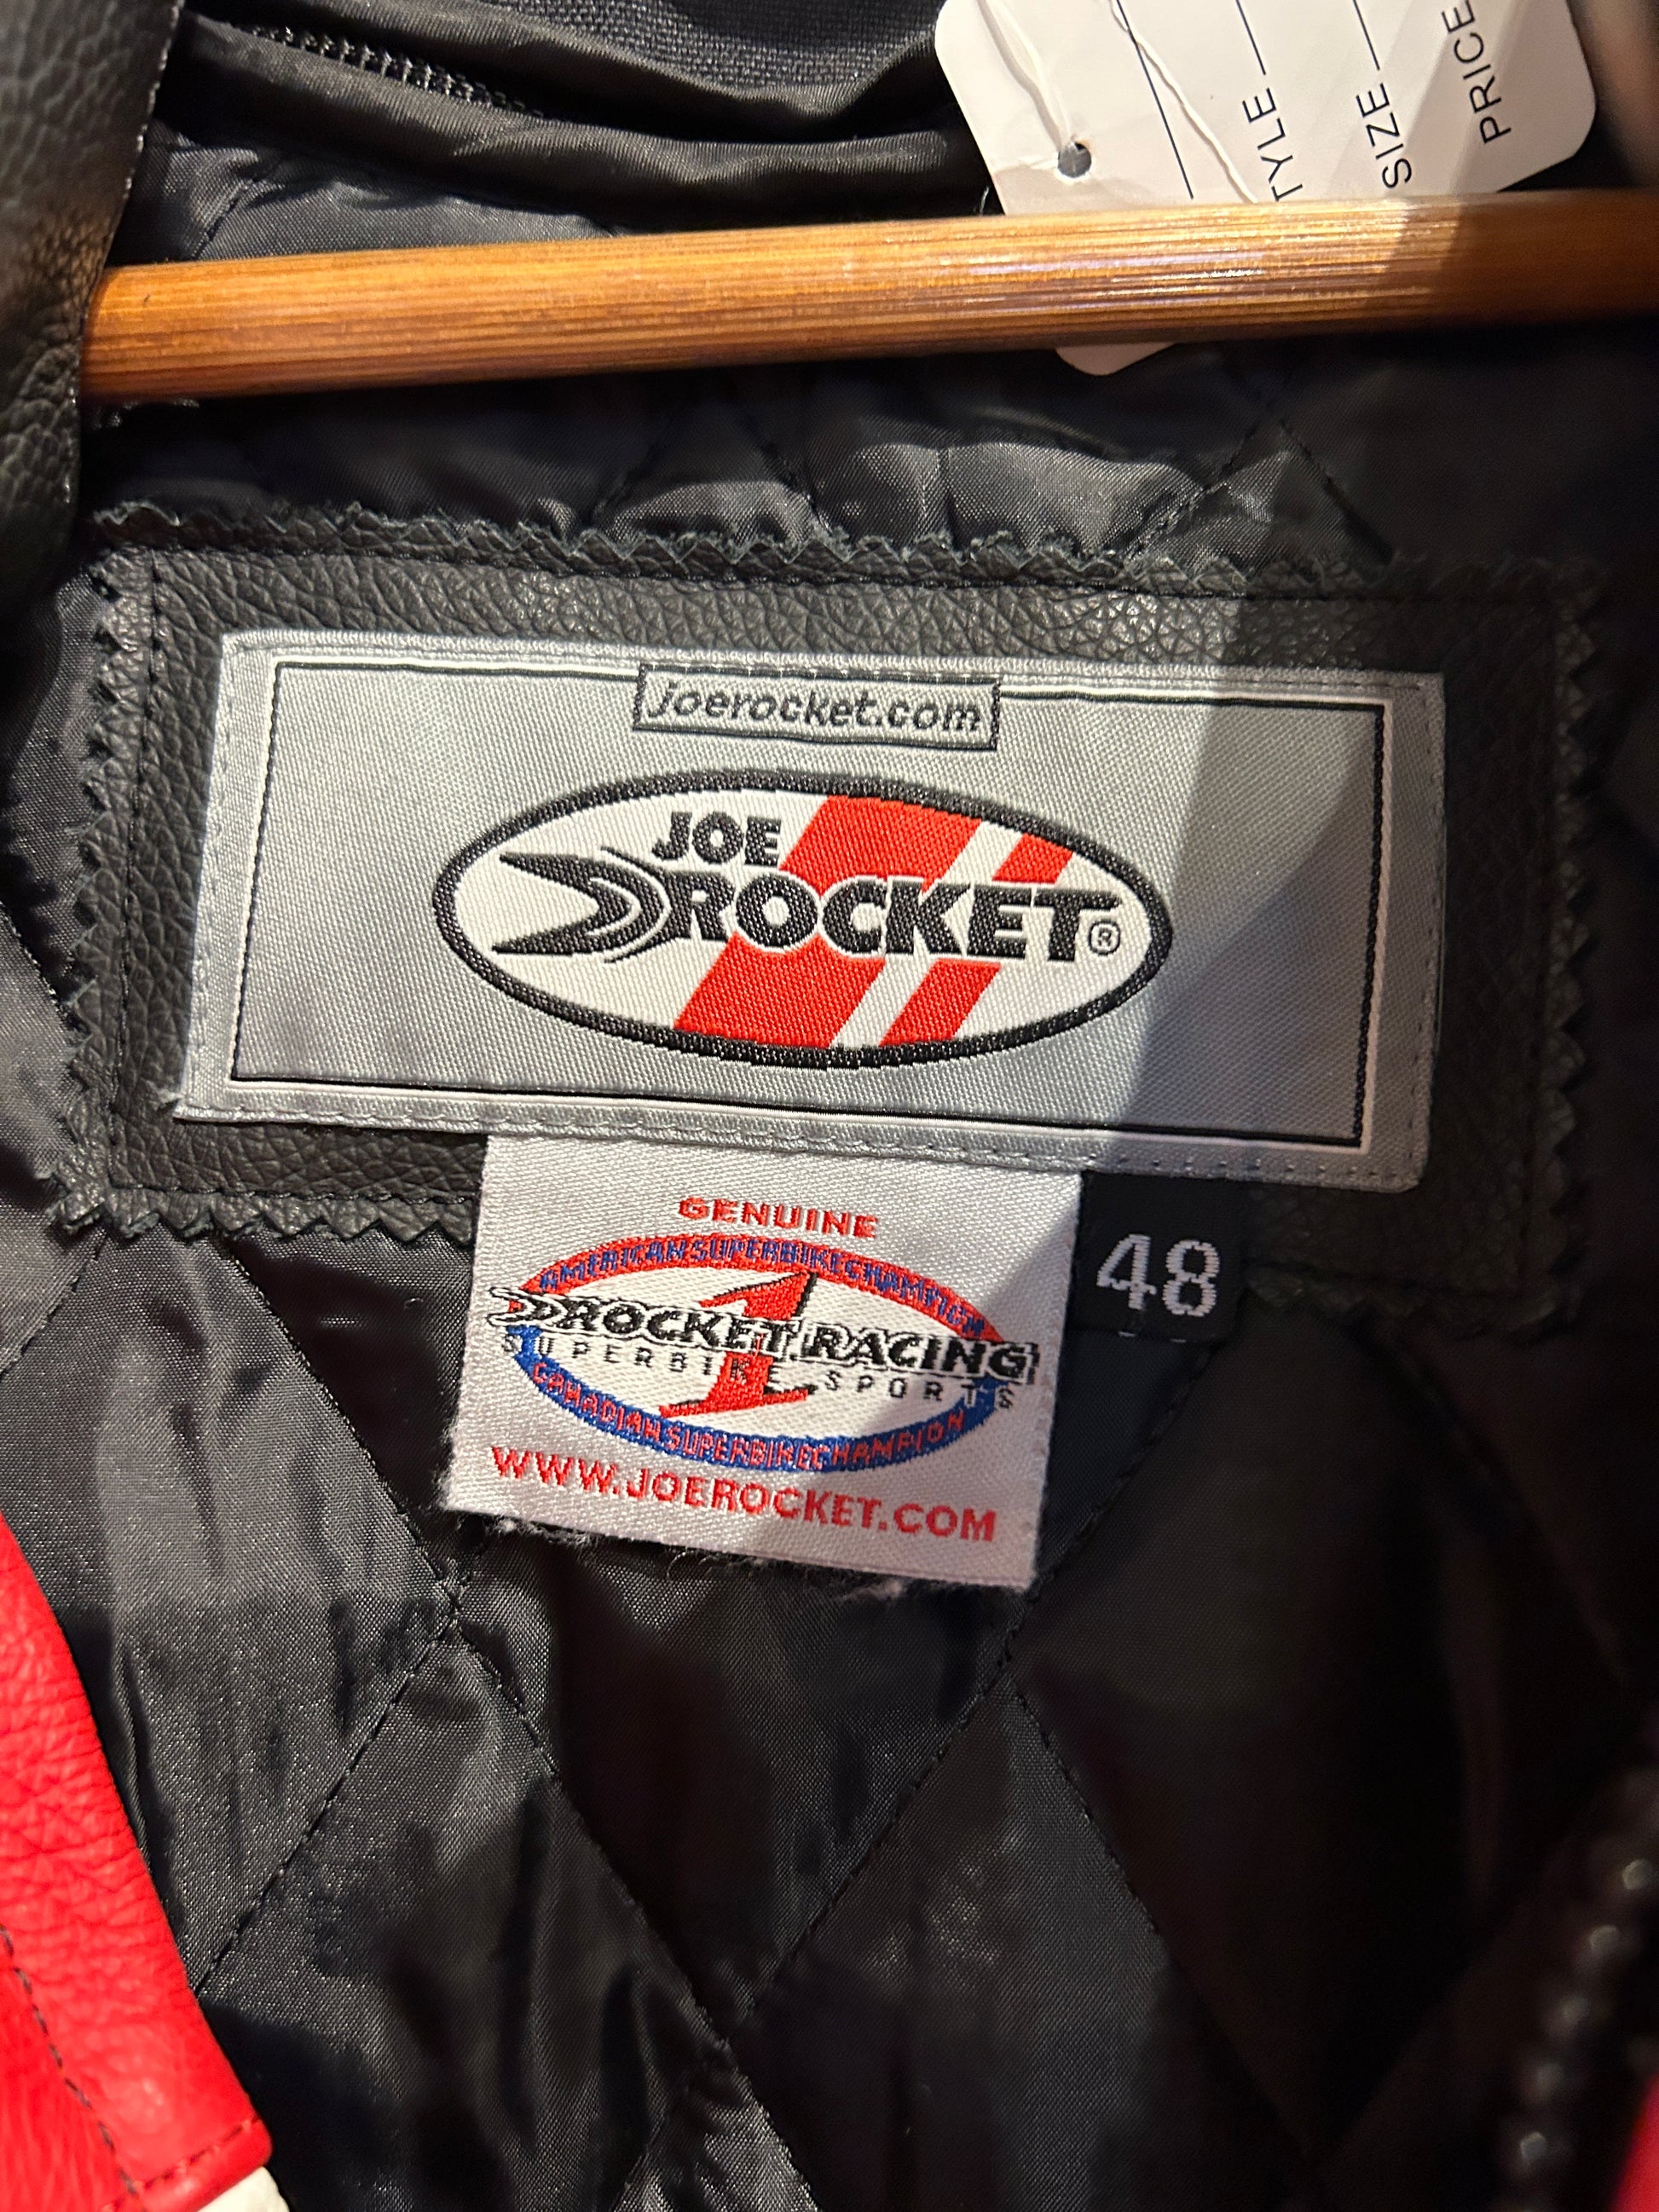 TYLE
SIZE
PRICE
joerocket.com
JOE
ROCKET®
GENUINE
AMERICAN SUPERBIKE CHAMPION
1
ROCKET RACING
SUPERBIKE SPORTS
CANADIAN SUPERBIKE CHAMPION
WWW.JOEROCKET.COM
48